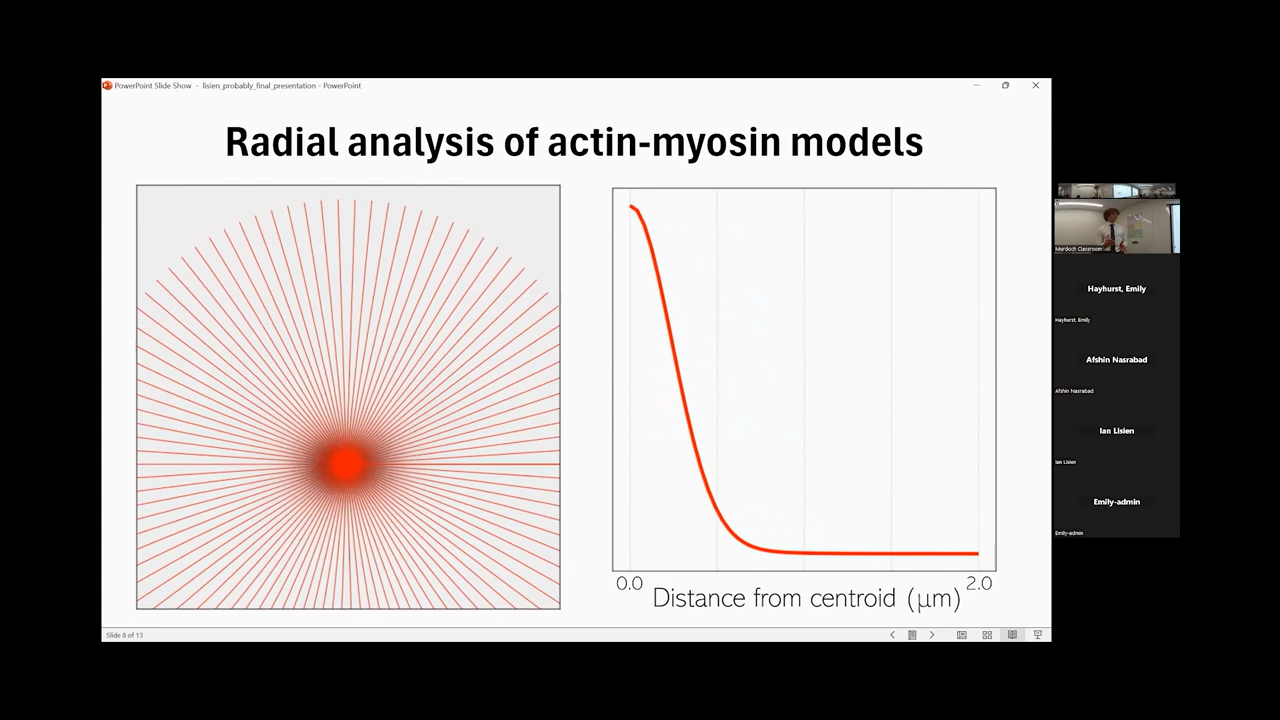 PowerPoint Slide Show - lisien_probably_final_presentation - PowerPoint
Radial analysis of actin-myosin models
0.0
2.0
Distance from centroid (μm)
Slide 8 of 13
Murdoch Classroom
Hayhurst, Emily
Hayhurst, Emily
Afshin Nasrabad
Afshin Nasrabad
Ian Lisien
Ian Lisien
Emily-admin
Emily-admin